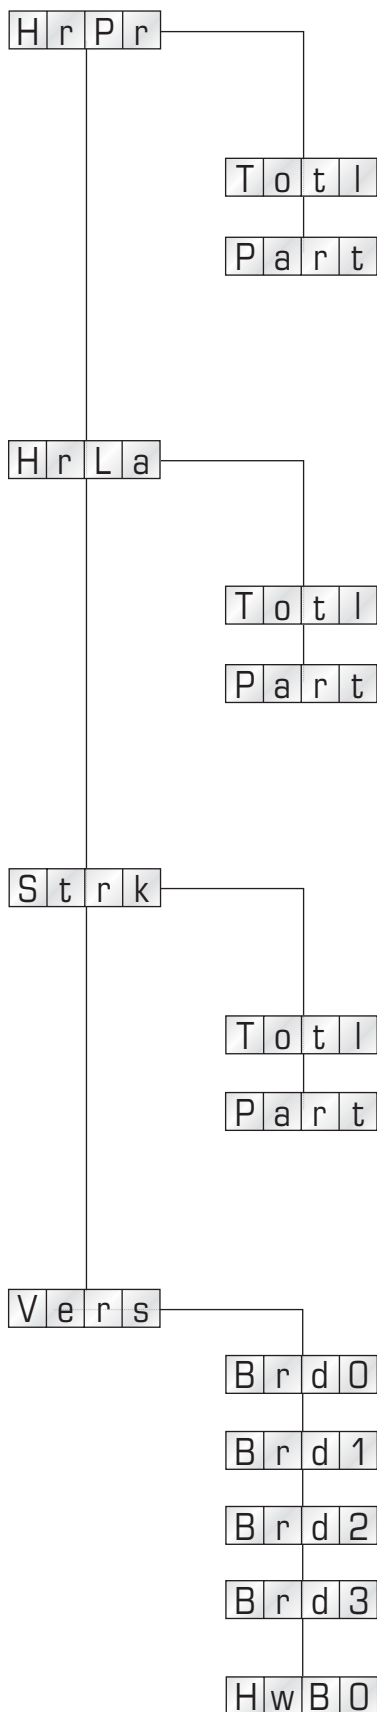 HrPr
Totl
Part
HrLa
Totl
Part
Strk
Totl
Part
Vers
Brd0
Brd1
Brd2
Brd3
HwB0